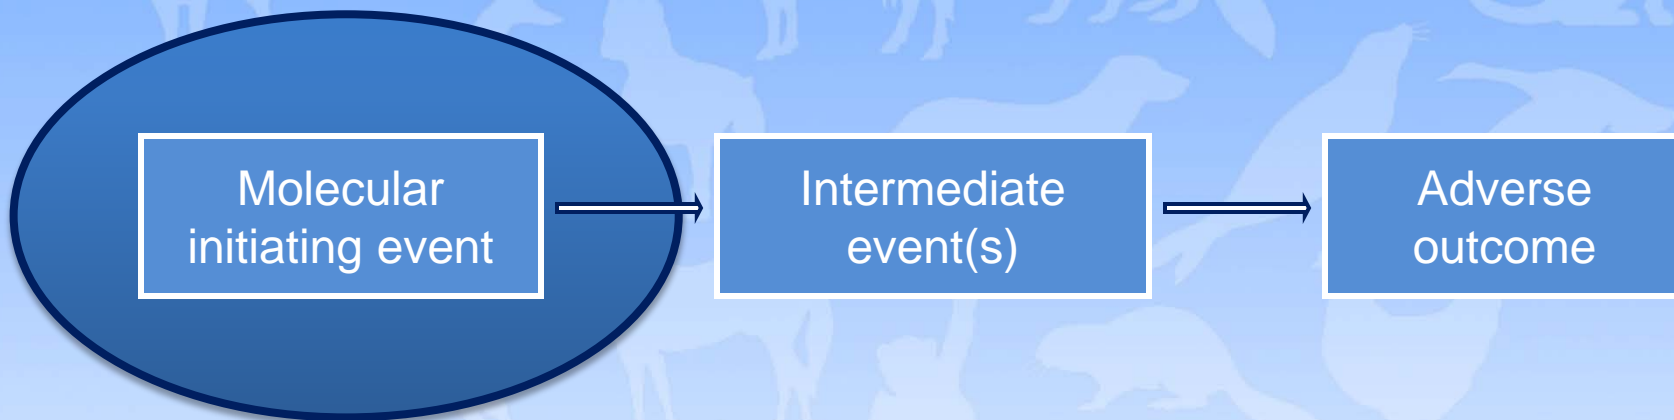 Molecular
initiating event
Intermediate
event(s)
Adverse
outcome